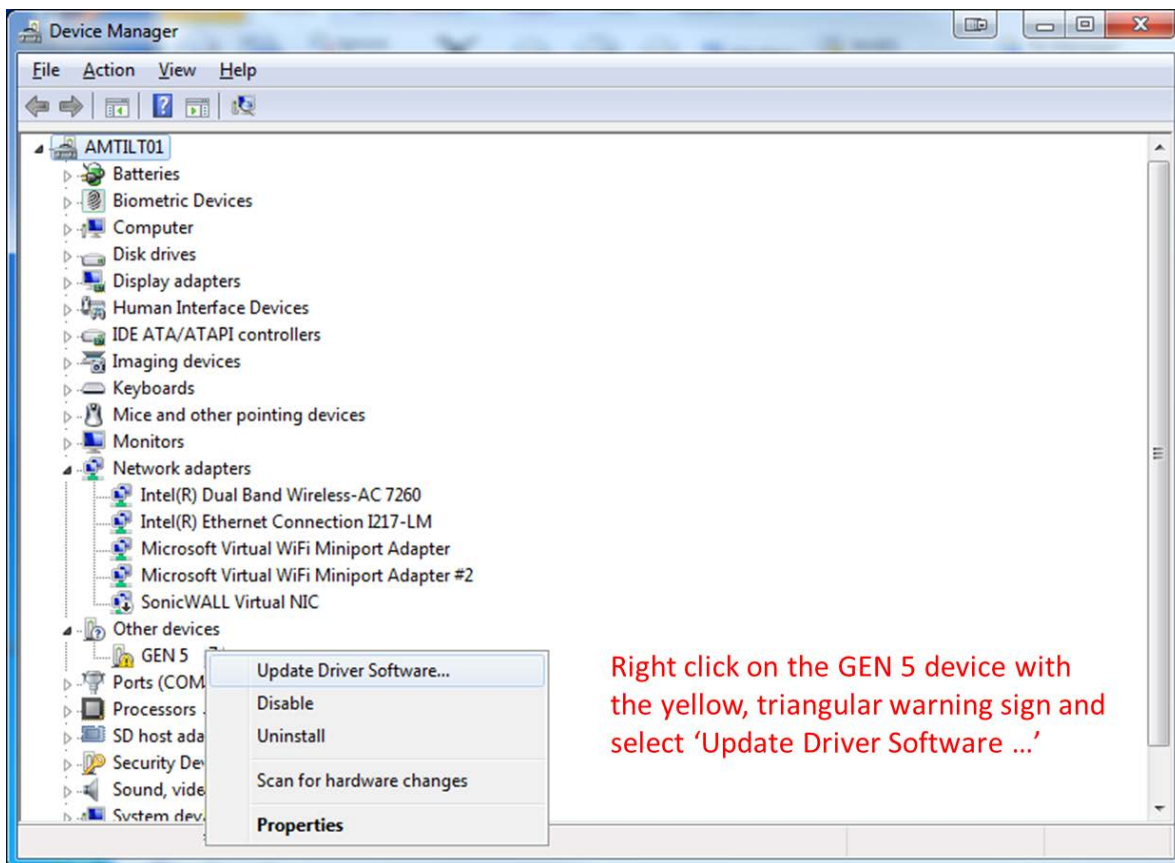 Device Manager
File Action View Help
AMTILT01
Batteries
Biometric Devices
Computer
Disk drives
Display adapters
Human Interface Devices
IDE ATA/ATAPI controllers
Imaging devices
Keyboards
Mice and other pointing devices
Monitors
Network adapters
Intel(R) Dual Band Wireless-AC 7260
Intel(R) Ethernet Connection I217-LM
Microsoft Virtual WiFi Miniport Adapter
Microsoft Virtual WiFi Miniport Adapter #2
SonicWALL Virtual NIC
Other devices
GEN 5
Ports (COM
Processors
SD host ada
Security De
Sound, vide
System dev
Update Driver Software...
Disable
Uninstall
Scan for hardware changes
Properties
Right click on the GEN 5 device with
the yellow, triangular warning sign and
select ‘Update Driver Software ...’